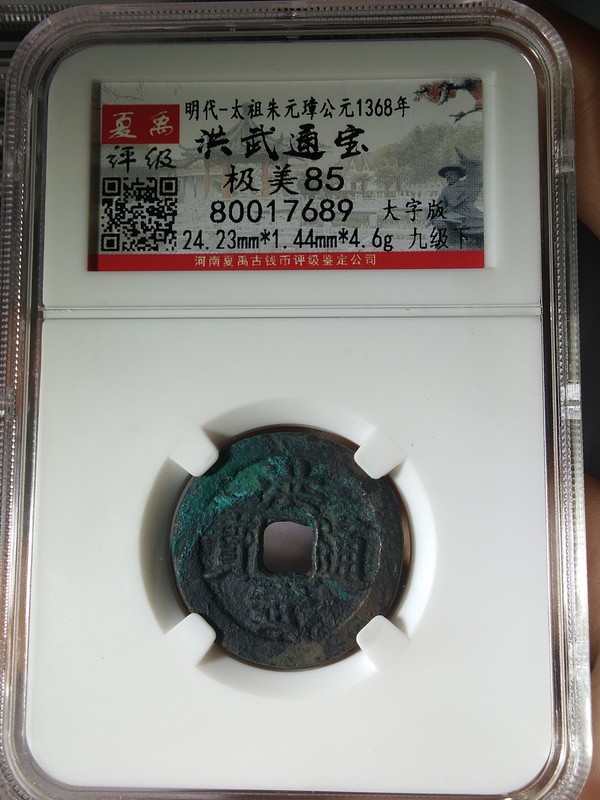 夏禹
评级
明代-太祖朱元璋公元1368年
洪武通宝
极美85
80017689 大字版
24.23mm*1.44mm*4.6g 九级下
河南夏禹古钱币评级鉴定公司
洪武通寶